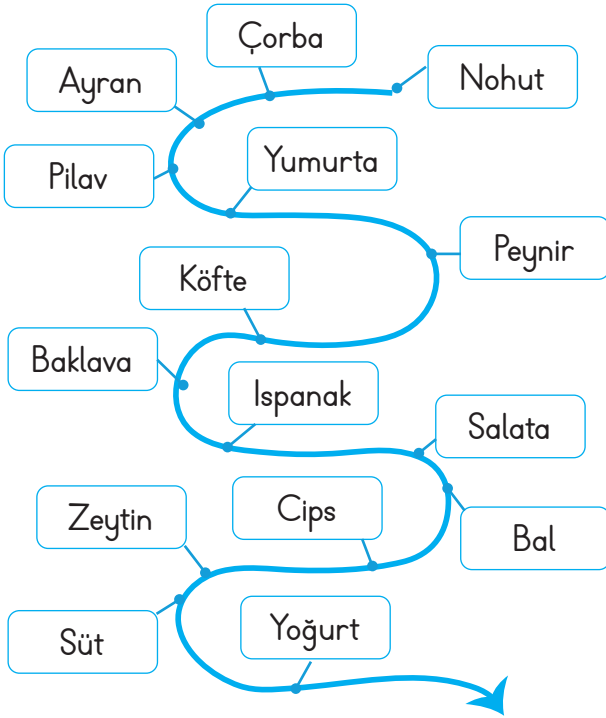 Çorba
Nohut
Ayran
Yumurta
Pilav
Peynir
Köfte
Baklava
Ispanak
Salata
Cips
Zeytin
Bal
Yoğurt
Süt